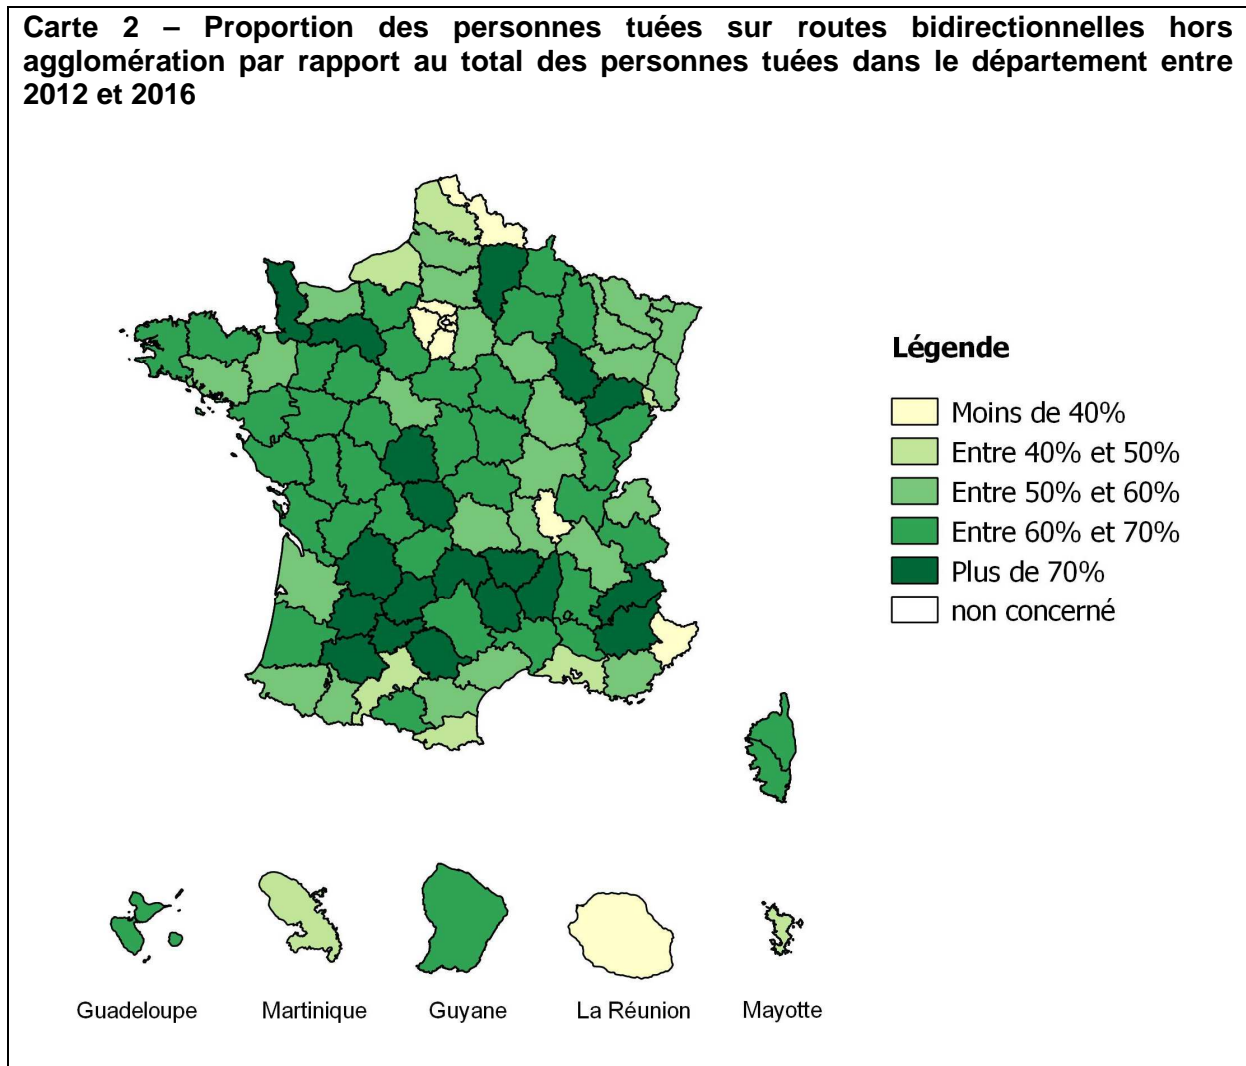 Carte 2 – Proportion des personnes tuées sur routes bidirectionnelles hors
agglomération par rapport au total des personnes tuées dans le département entre
2012 et 2016
Légende
Moins de 40%
Entre 40% et 50%
Entre 50% et 60%
Entre 60% et 70%
Plus de 70%
non concerné
Guadeloupe
Martinique
Guyane
La Réunion
Mayotte